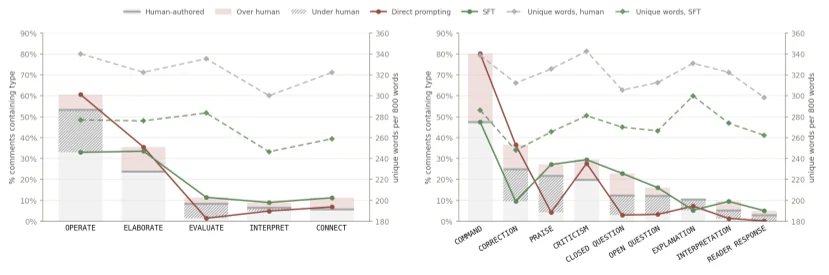 Human-authored Over human Under human Direct prompting SFT Unique words, human Unique words, SFT
90% 360
80% 340
70% 320
60% 300
50% 280
40% 260
30% 240
20% 220
10% 200
0% 180
% comments containing type
unique words per 800 words
OPERATE ELABORATE EVALUATE INTERPRET CONNECT
90% 360
80% 340
70% 320
60% 300
50% 280
40% 260
30% 240
20% 220
10% 200
0% 180
% comments containing type
unique words per 800 words
COMMAND CORRECTION PRAISE CRITICISM CLOSED QUESTION OPEN QUESTION EXPLANATION INTERPRETATION READER RESPONSE